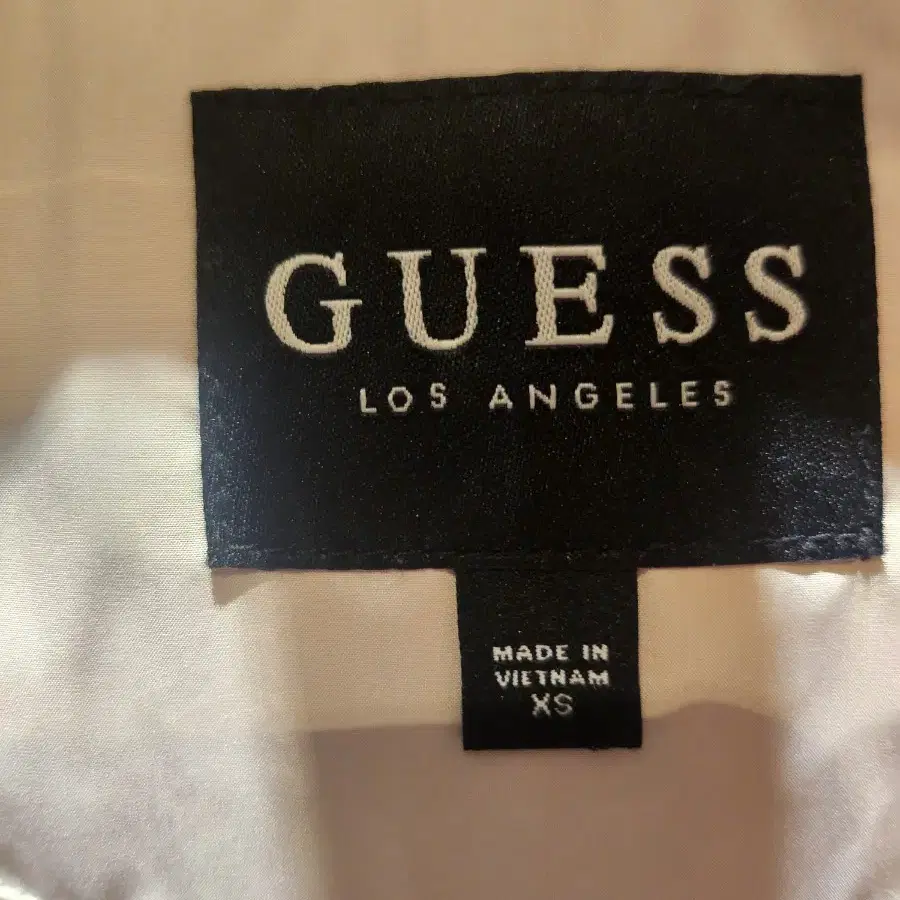 GUESS
LOS ANGELES
MADE IN
VIETNAM
XS